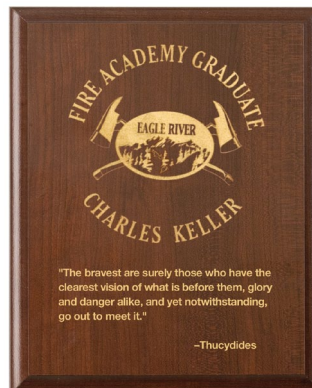 FIRE ACADEMY GRADUATE
EAGLE RIVER
CHARLES KELLER
"The bravest are surely those who have the
clearest vision of what is before them, glory
and danger alike, and yet notwithstanding,
go out to meet it."
–Thucydides